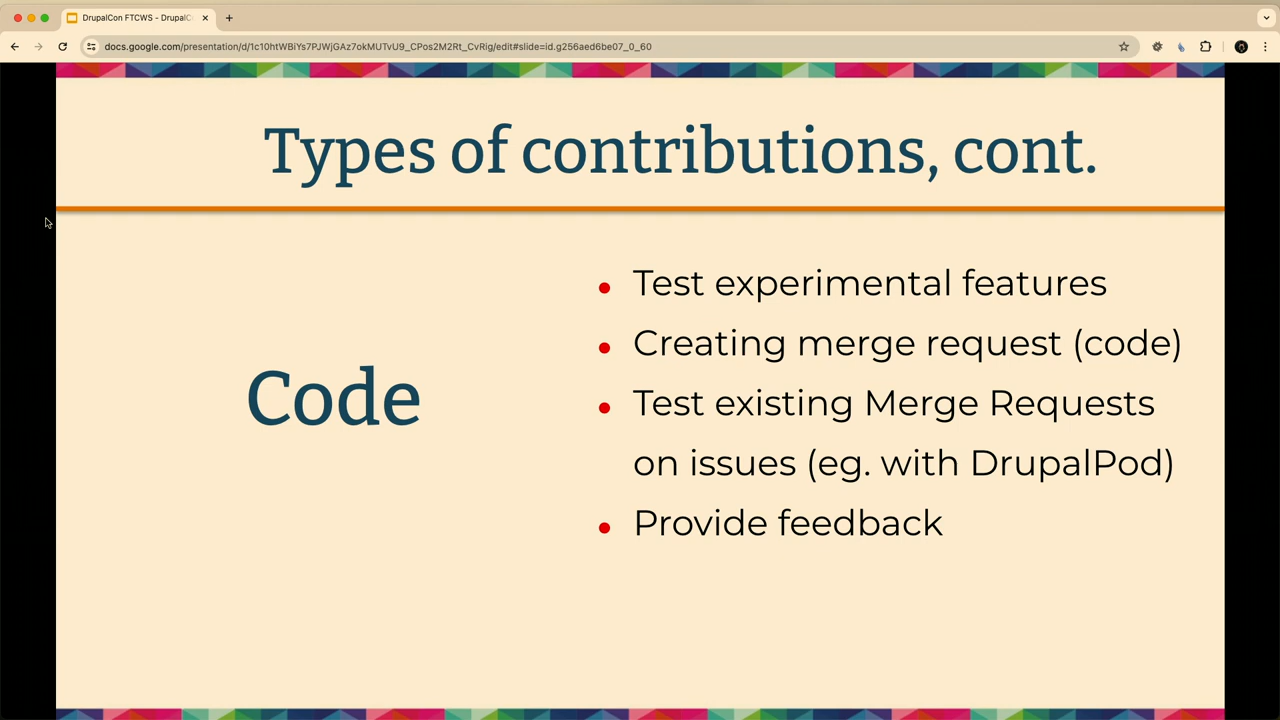 DrupalCon FTCWS - DrupalCo
docs.google.com/presentation/d/1c10htWBiYs7PJWjGAz7okMUTvU9_CPos2M2Rt_CvRig/edit#slide=id.g256aed6be07_0_60
Types of contributions, cont.
Code
Test experimental features
Creating merge request (code)
Test existing Merge Requests
on issues (eg. with DrupalPod)
Provide feedback